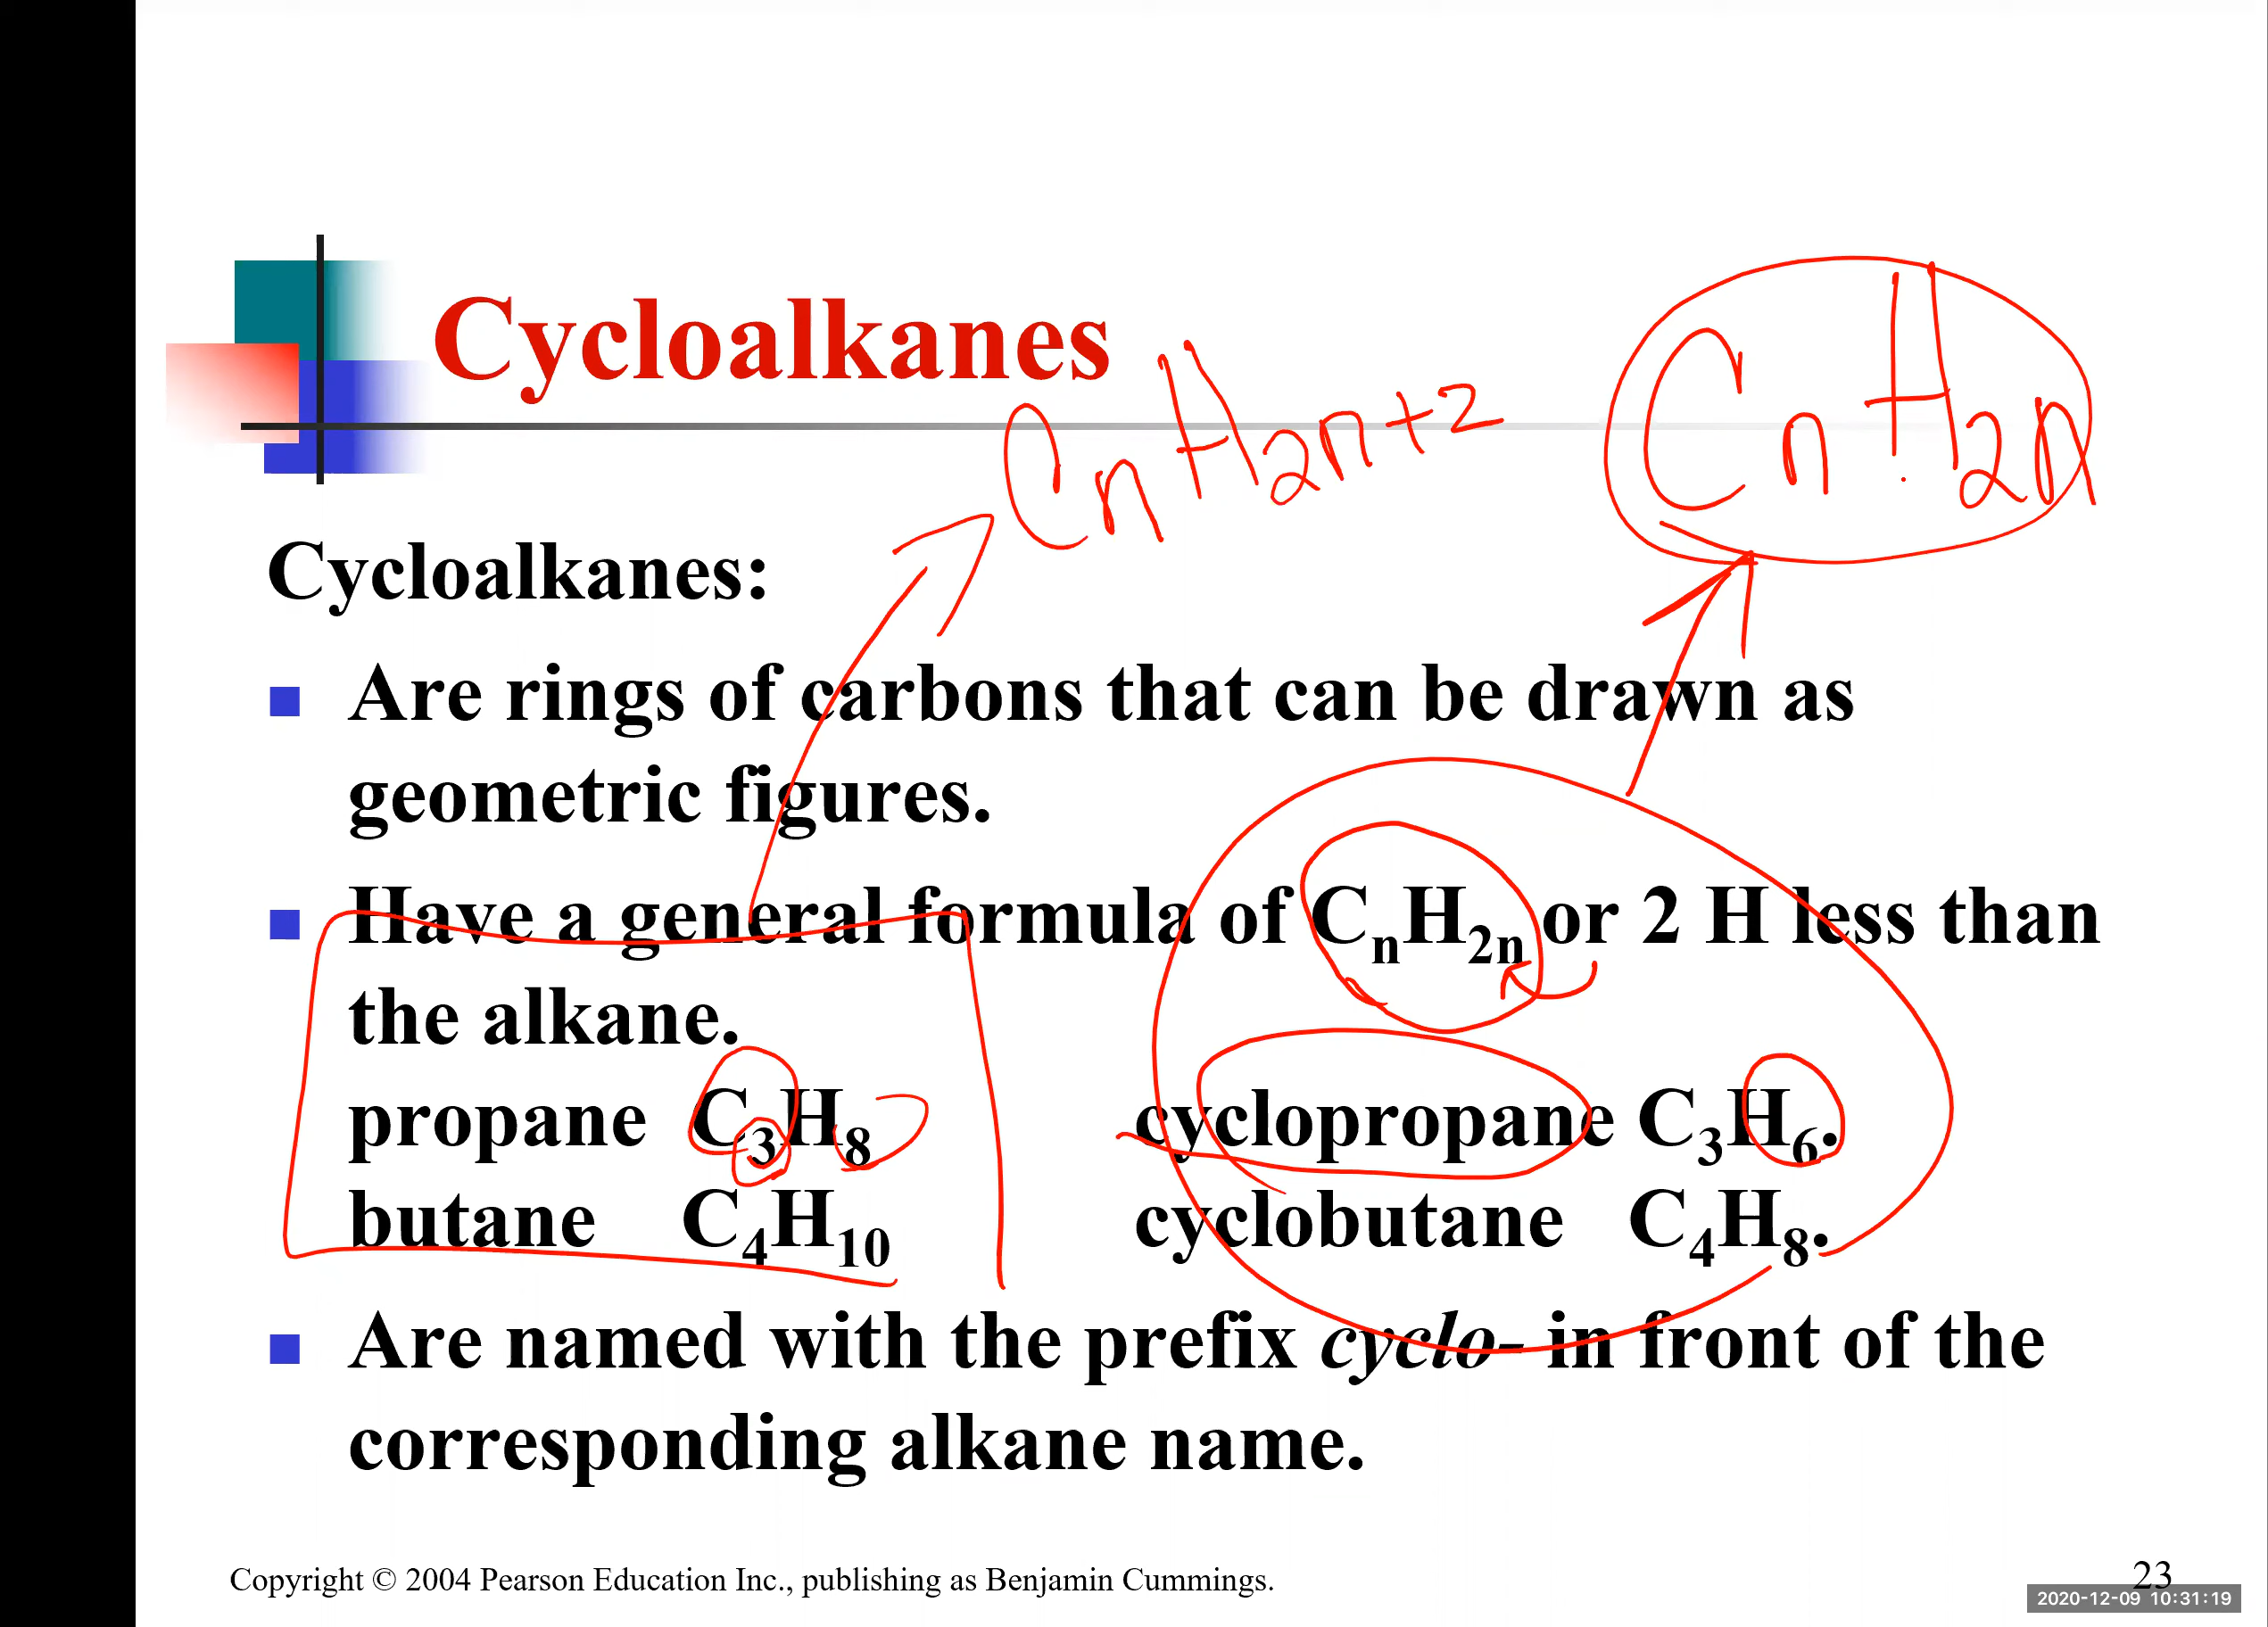 Cycloalkanes
CnH2n+2
CnH2n
Cycloalkanes:
Are rings of carbons that can be drawn as
geometric figures.
Have a general formula of CnH2n or 2 H less than
the alkane.
propane C3H8 cyclopropane C3H6.
butane C4H10 cyclobutane C4H8.
Are named with the prefix cyclo- in front of the
corresponding alkane name.
Copyright © 2004 Pearson Education Inc., publishing as Benjamin Cummings.
23
2020-12-09 10:31:19